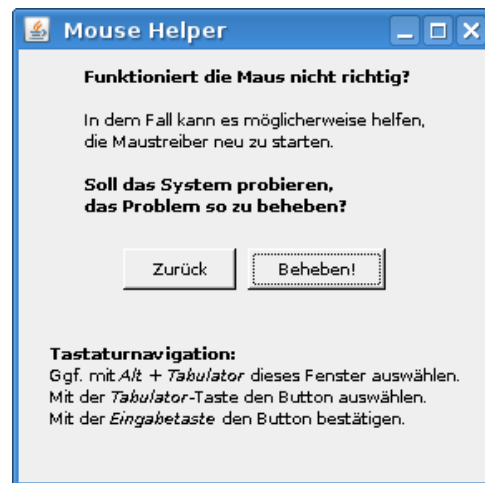 Mouse Helper
Funktioniert die Maus nicht richtig?
In dem Fall kann es möglicherweise helfen,
die Maustreiber neu zu starten.
Soll das System probieren,
das Problem so zu beheben?
Zurück
Beheben!
Tastaturnavigation:
Ggf. mit Alt + Tabulator dieses Fenster auswählen.
Mit der Tabulator-Taste den Button auswählen.
Mit der Eingabetaste den Button bestätigen.